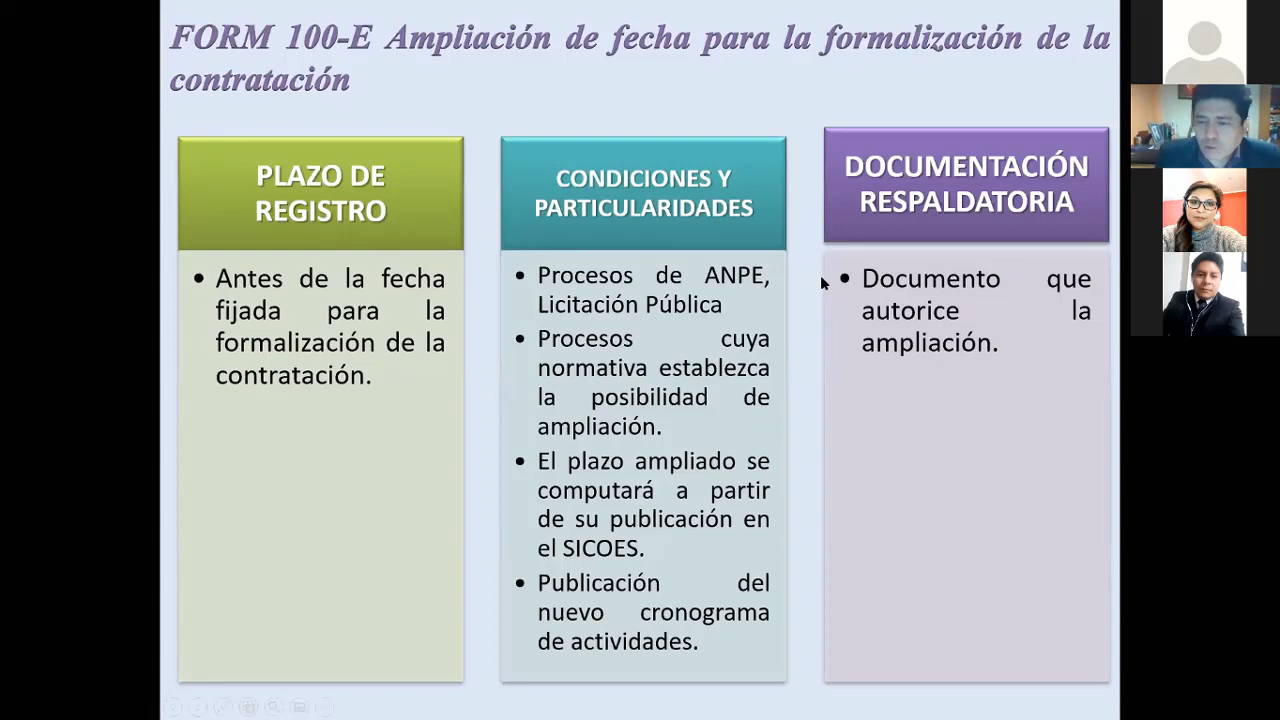 FORM 100-E Ampliación de fecha para la formalización de la
contratación
PLAZO DE
REGISTRO
• Antes de la fecha
fijada para la
formalización de la
contratación.
CONDICIONES Y
PARTICULARIDADES
• Procesos de ANPE,
Licitación Pública
• Procesos cuya
normativa establezca
la posibilidad de
ampliación.
• El plazo ampliado se
computará a partir
de su publicación en
el SICOES.
• Publicación del
nuevo cronograma
de actividades.
DOCUMENTACIÓN
RESPALDATORIA
• Documento que
autorice la
ampliación.